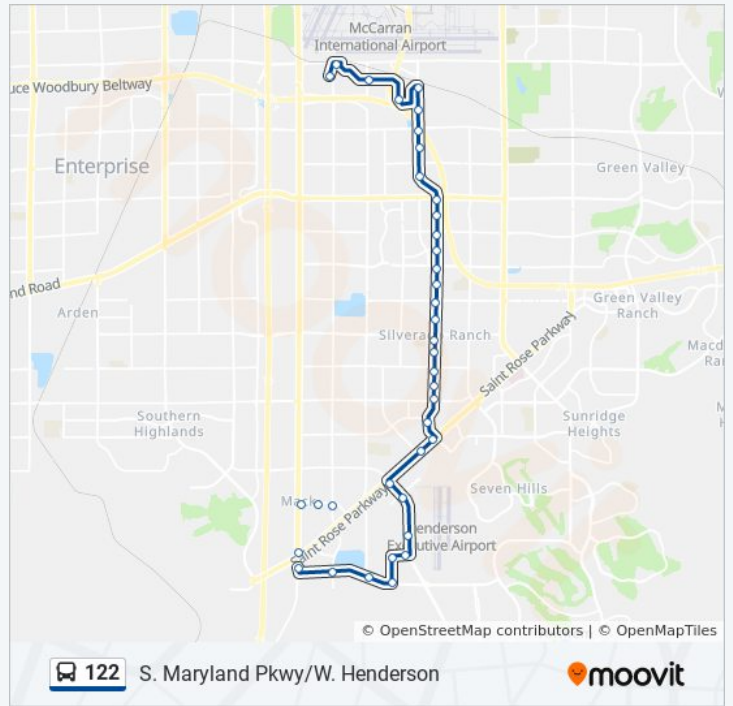 McCarran
International Airport
uce Woodbury Beltway
Enterprise
Green Valley
nd Road
Arden
Green Valley
Ranch
Silverado Ranch
Saint Rose Parkway
Macd
Ran
Southern
Highlands
Sunridge
Heights
Seven Hills
Saint Rose Parkway
Henderson
Executive Airport
© OpenStreetMap contributors | © OpenMapTiles
122 S. Maryland Pkwy/W. Henderson
moovit